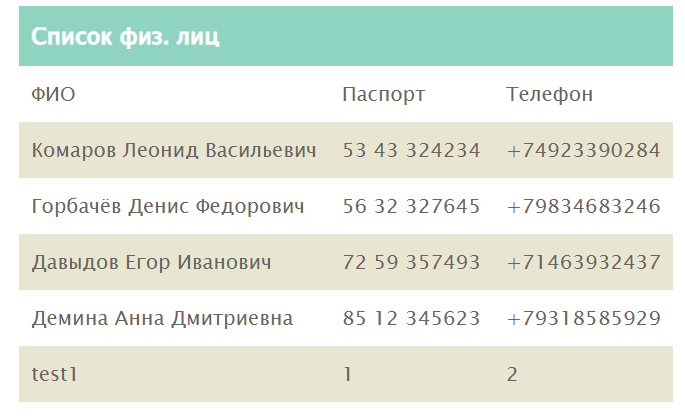 Список физ. лиц
ФИО Паспорт Телефон
Комаров Леонид Васильевич 53 43 324234 +74923390284
Горбачёв Денис Федорович 56 32 327645 +79834683246
Давыдов Егор Иванович 72 59 357493 +71463932437
Демина Анна Дмитриевна 85 12 345623 +79318585929
test1 1 2